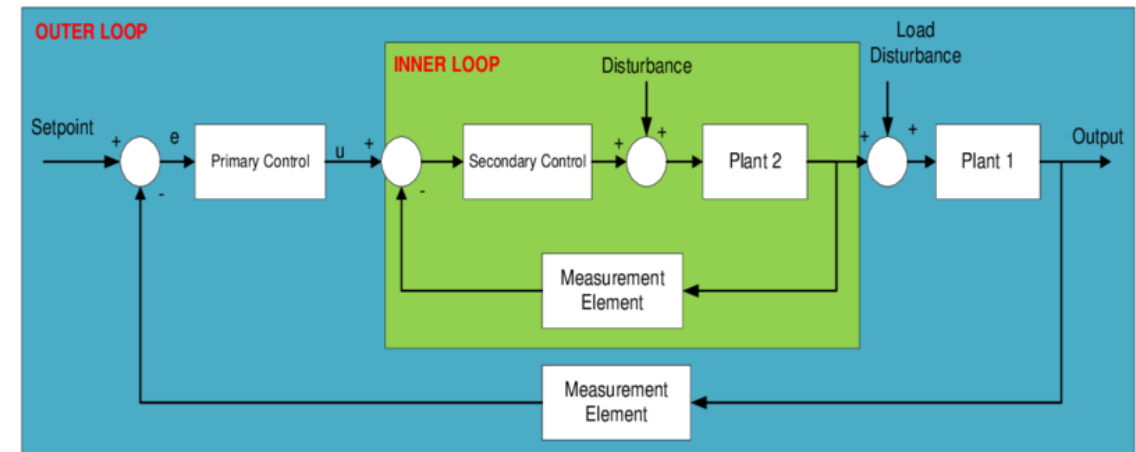 OUTER LOOP
Load
Disturbance
INNER LOOP
Disturbance
Setpoint
+
e
Primary Control
u
+
Secondary Control
+
+
Plant 2
+
+
Plant 1
Output
-
-
Measurement
Element
Measurement
Element